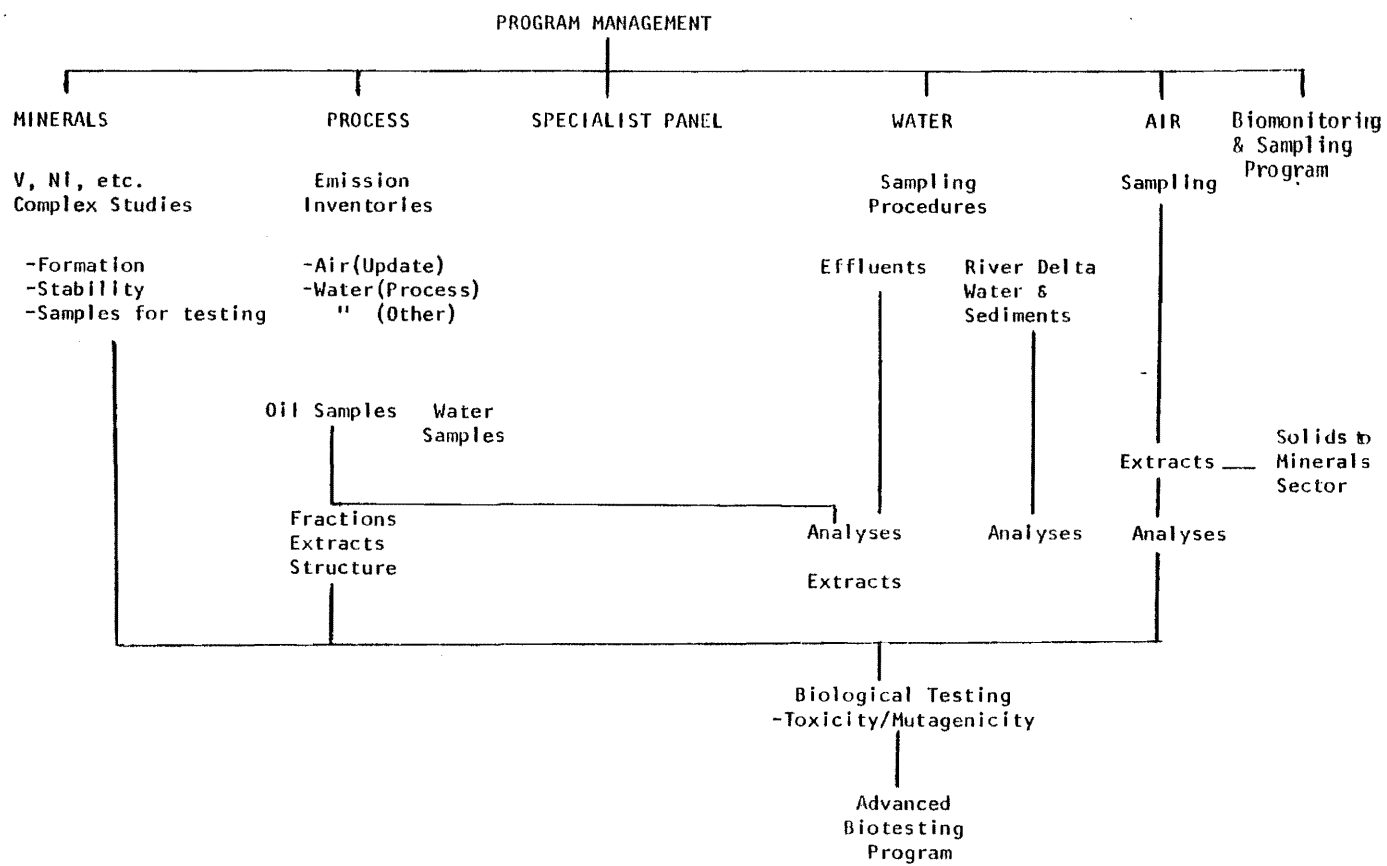 PROGRAM MANAGEMENT
MINERALS
PROCESS
SPECIALIST PANEL
WATER
AIR
Biomonitoring
& Sampling
Program
V, Ni, etc.
Complex Studies
-Formation
-Stability
-Samples for testing
Emission
Inventories
-Air(Update)
-Water(Process)
" (Other)
Sampling
Procedures
Effluents
River Delta
Water &
Sediments
Sampling
Oil Samples
Water
Samples
Extracts
Solids to
Minerals
Sector
Fractions
Extracts
Structure
Analyses
Extracts
Analyses
Analyses
Biological Testing
-Toxicity/Mutagenicity
Advanced
Biotesting
Program